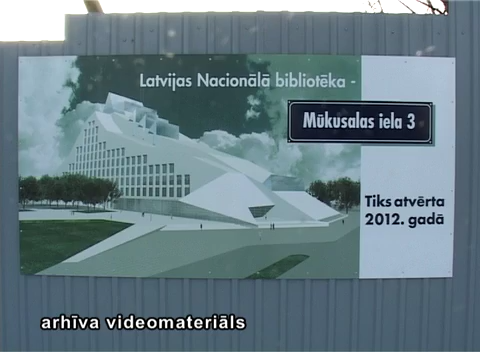 Latvijas Nacionālā bibliotēka -
Mūkusalas iela 3
Tiks atvērta
2012. gadā
arhīva videomateriāls